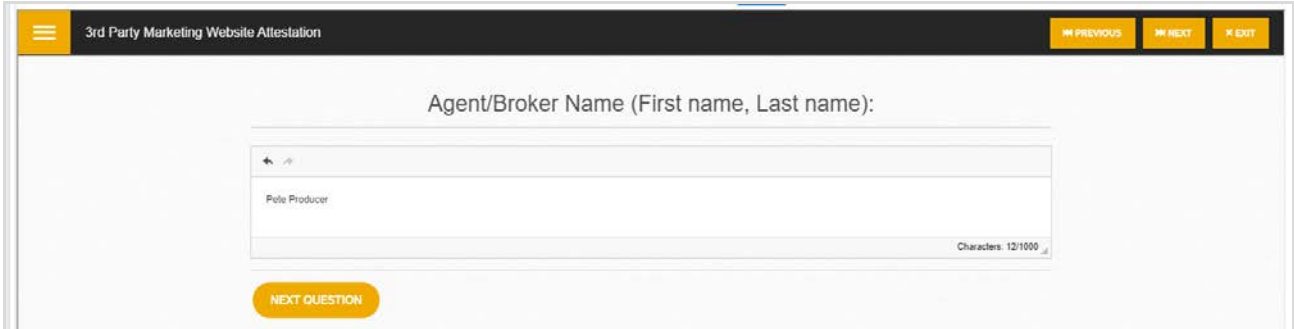 3rd Party Marketing Website Attestation
PREVIOUS
NEXT
× EXIT
Agent/Broker Name (First name, Last name):
Pete Producer
Characters: 12/1000
NEXT QUESTION